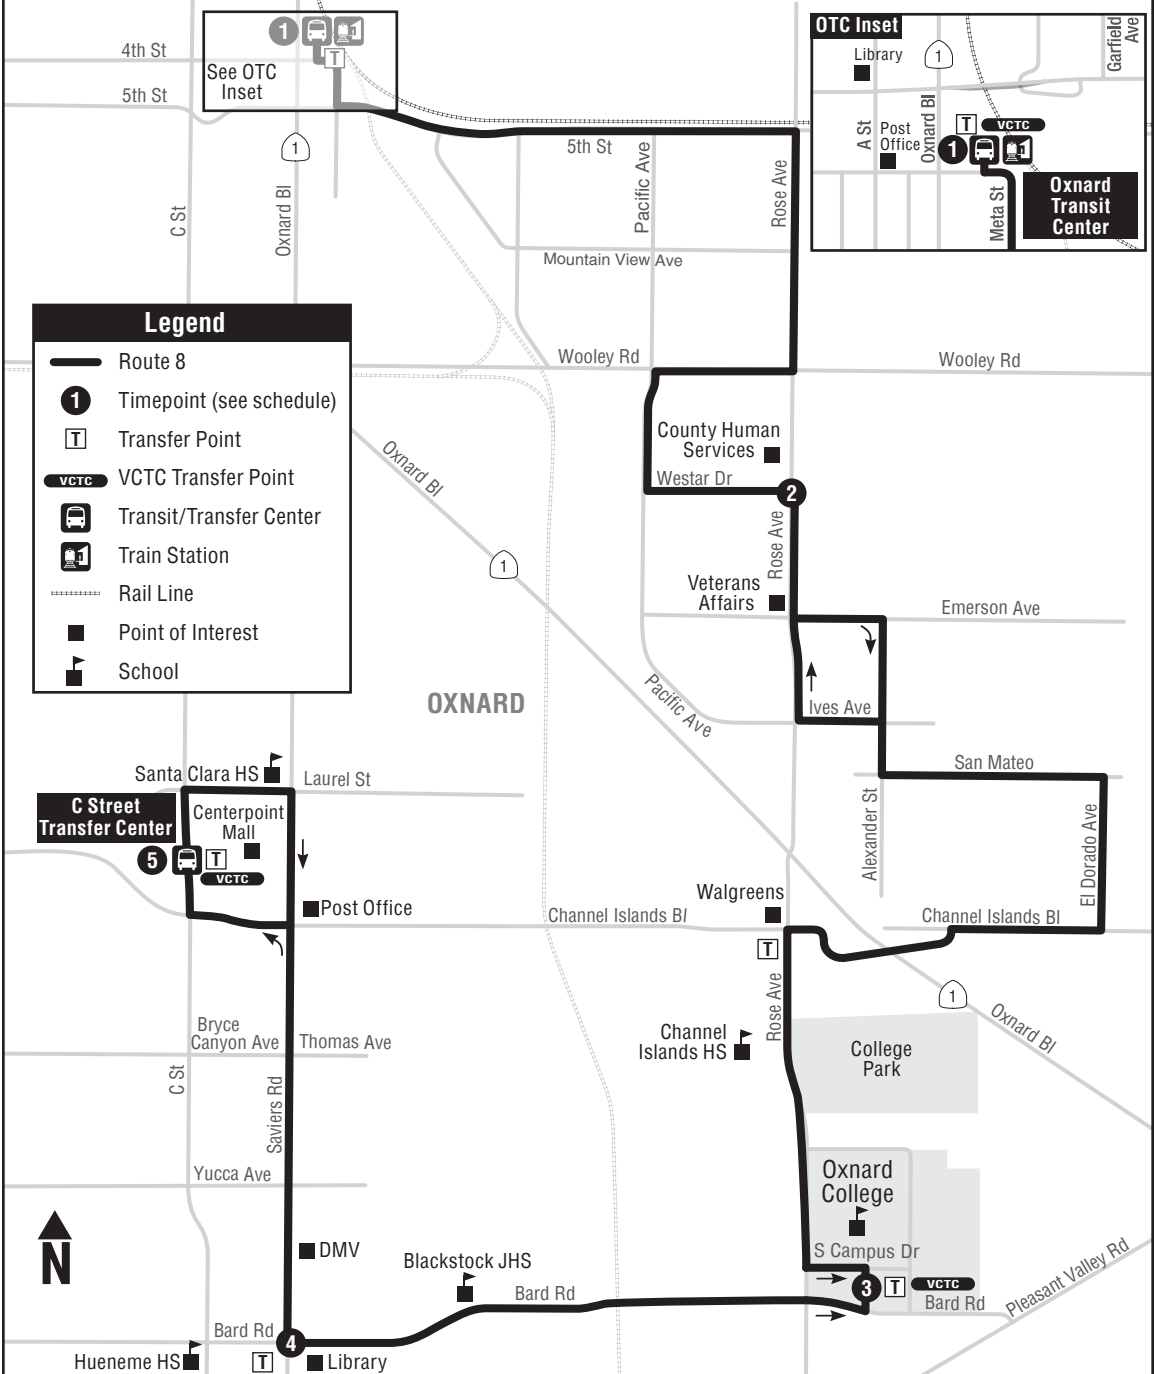 4th St
5th St
1
T
See OTC
Inset
1
C St
Oxnard Bl
5th St
Pacific Ave
Rose Ave
Mountain View Ave
Wooley Rd
Wooley Rd
OTC Inset
Library
1
Garfield
Ave
A St
Post
Office
Oxnard Bl
T
VCTC
1
Meta St
Oxnard
Transit
Center
Legend
Route 8
1
Timepoint (see schedule)
T
Transfer Point
VCTC
VCTC Transfer Point
Transit/Transfer Center
Train Station
Rail Line
Point of Interest
School
Oxnard Bl
1
County Human
Services
Westar Dr
2
Rose Ave
Veterans
Affairs
Emerson Ave
Pacific Ave
Ives Ave
OXNARD
San Mateo
Alexander St
El Dorado Ave
Santa Clara HS
Laurel St
C Street
Transfer Center
Centerpoint
Mall
5
T
VCTC
Post Office
Channel Islands Bl
Walgreens
T
Channel Islands Bl
Rose Ave
1
Oxnard Bl
Channel
Islands HS
College
Park
Bryce
Canyon Ave
Thomas Ave
C St
Saviers Rd
Yucca Ave
Oxnard
College
S Campus Dr
3
T
VCTC
Bard Rd
Pleasant Valley Rd
N
DMV
Blackstock JHS
Bard Rd
Bard Rd
4
Hueneme HS
T
Library